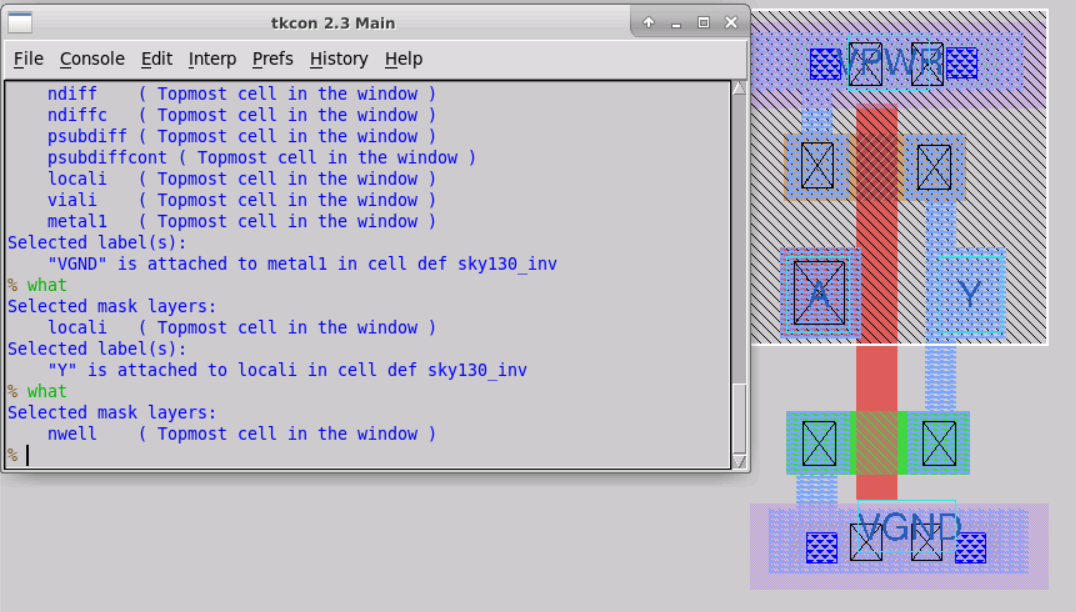 tkcon 2.3 Main
File Console Edit Interp Prefs History Help
ndiff ( Topmost cell in the window )
ndiffc ( Topmost cell in the window )
psubdiff ( Topmost cell in the window )
psubdiffcont ( Topmost cell in the window )
locali ( Topmost cell in the window )
viali ( Topmost cell in the window )
metal1 ( Topmost cell in the window )
Selected label(s):
"VGND" is attached to metal1 in cell def sky130_inv
% what
Selected mask layers:
locali ( Topmost cell in the window )
Selected label(s):
"Y" is attached to locali in cell def sky130_inv
% what
Selected mask layers:
nwell ( Topmost cell in the window )
%
VPWR
A
Y
VGND